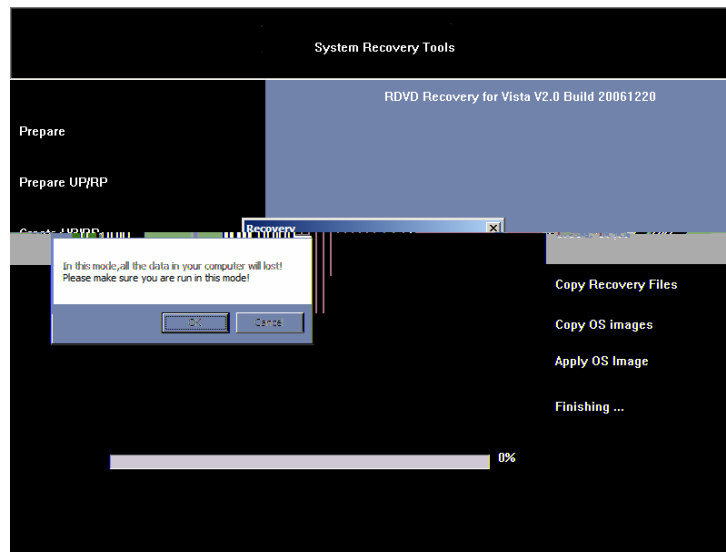 System Recovery Tools
RDVD Recovery for Vista V2.0 Build 20061220
Prepare
Prepare UP/RP
Recovery
In this mode,all the data in your computer will lost!
Please make sure you are run in this mode!
OK
Cancel
Copy Recovery Files
Copy OS images
Apply OS Image
Finishing ...
0%